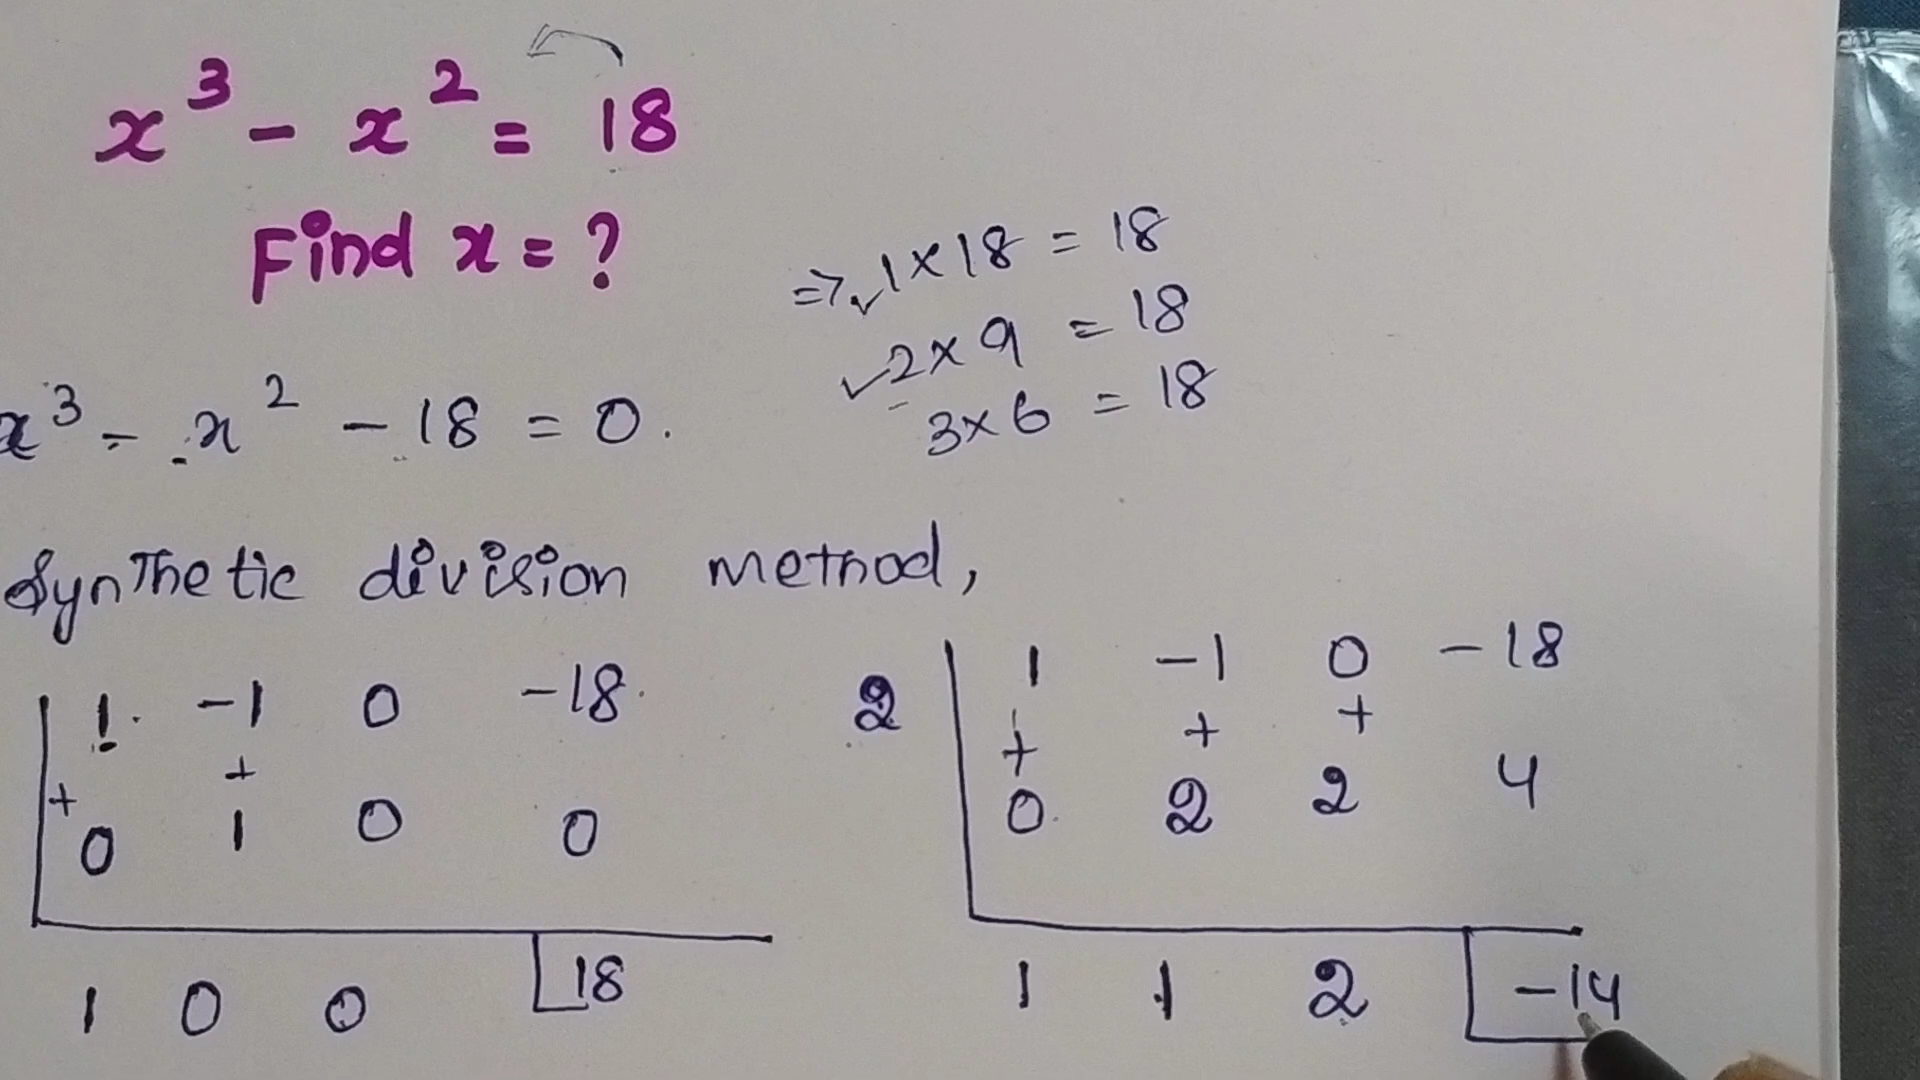 x³ - x² = 18
Find x = ?
=> ✓1 × 18 = 18
✓2 × 9 = 18
3 × 6 = 18
x³ - x² - 18 = 0.
Synthetic division method,
1 -1 0 -18
+ +
0 1 0 0
1 0 0 18
2 1 -1 0 -18
+ + +
0 2 2 4
1 1 2 -14